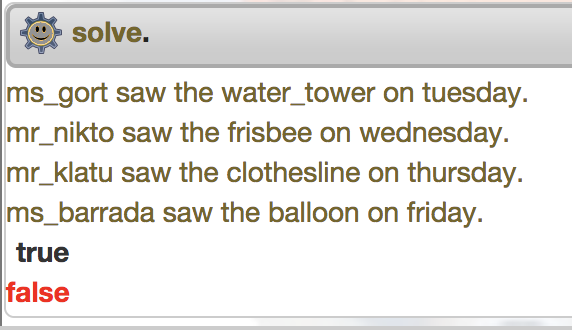 solve.
ms_gort saw the water_tower on tuesday.
mr_nikto saw the frisbee on wednesday.
mr_klatu saw the clothesline on thursday.
ms_barrada saw the balloon on friday.
true
false